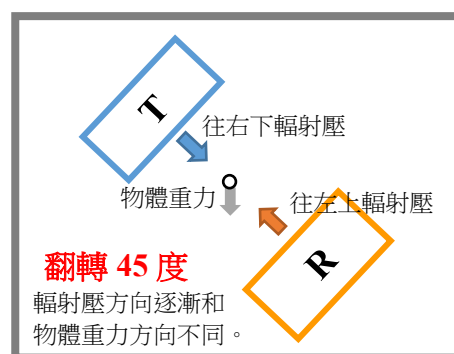 T
往右下輻射壓
物體重力
往左上輻射壓
R
翻轉 45 度
輻射壓方向逐漸和
物體重力方向不同。